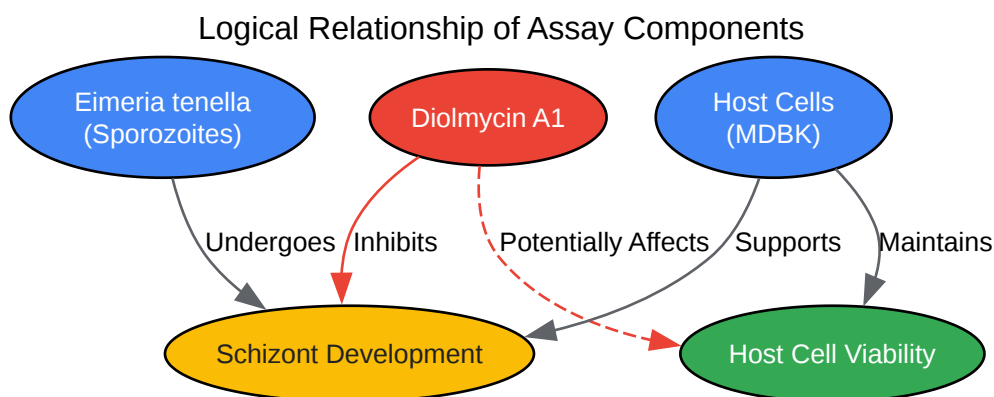 Logical Relationship of Assay Components
Eimeria tenella
(Sporozoites)
Diolmycin A1
Host Cells
(MDBK)
Undergoes
Inhibits
Potentially Affects
Supports
Maintains
Schizont Development
Host Cell Viability